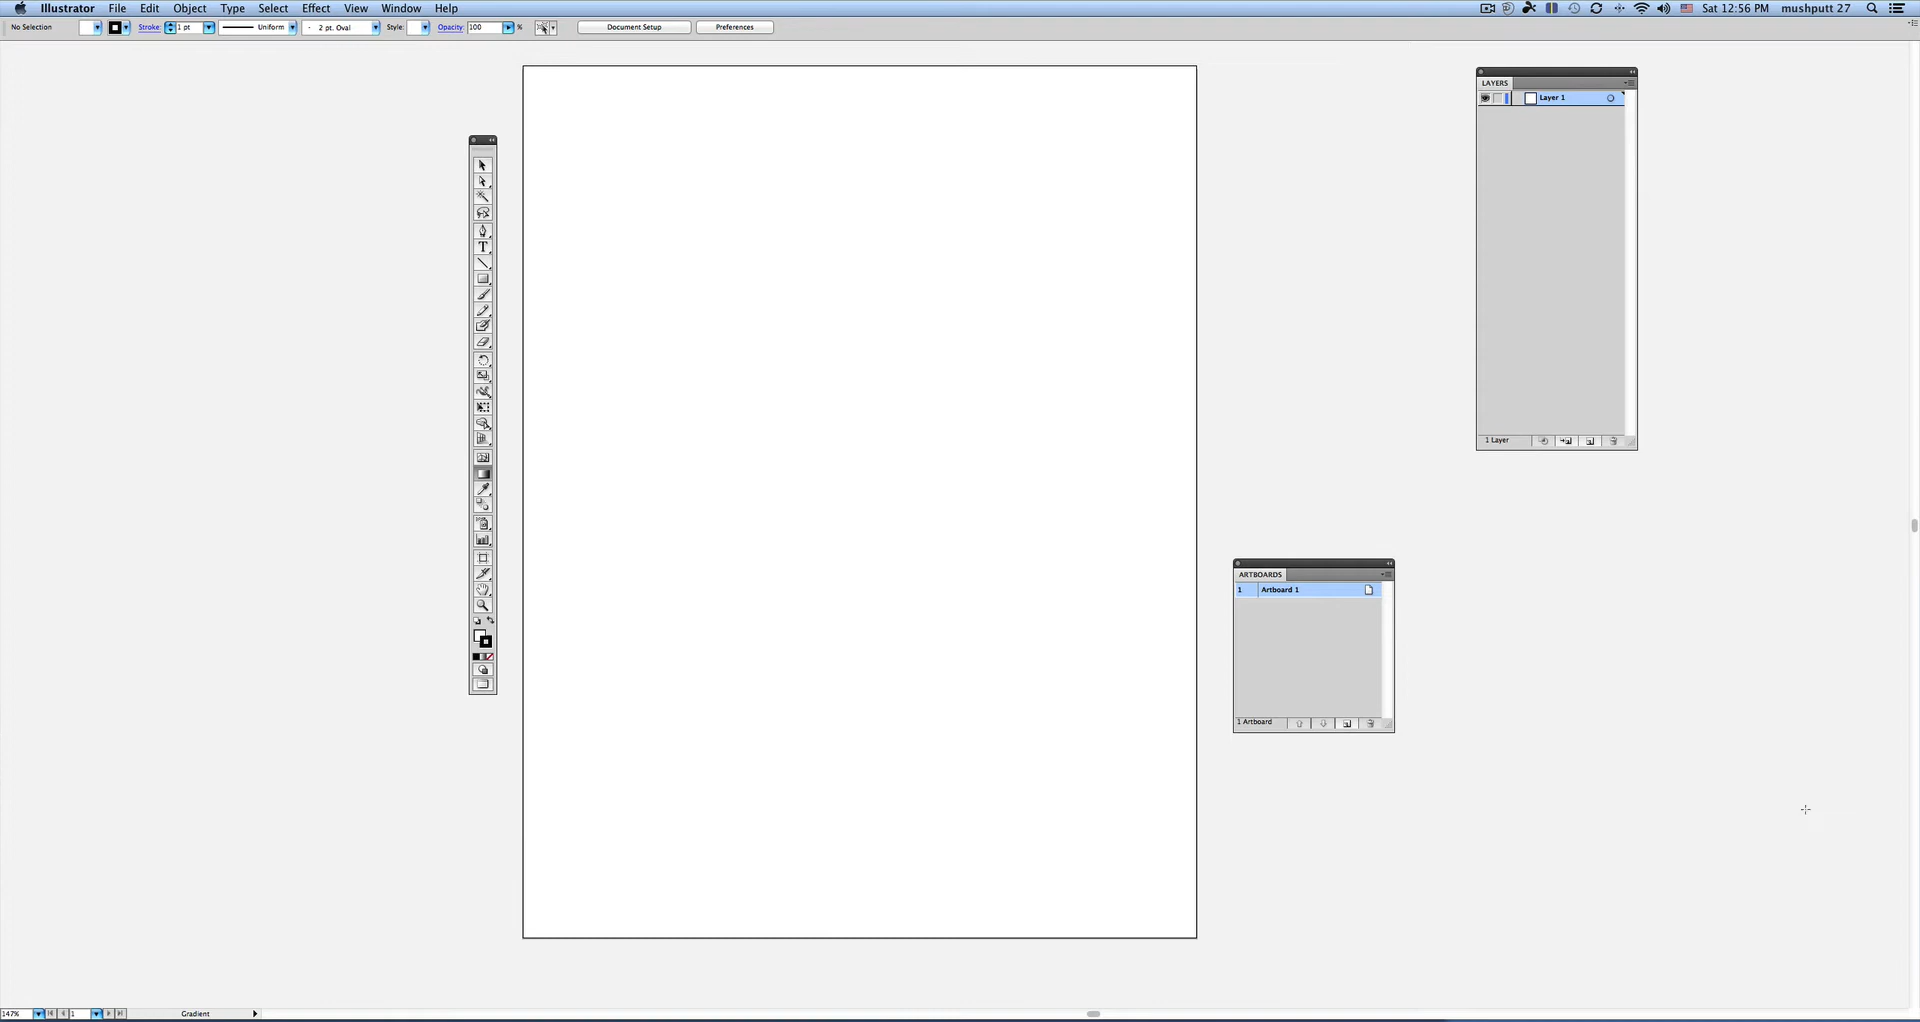 Illustrator File Edit Object Type Select Effect View Window Help Sat 12:56 PM mushputt 27
No Selection Stroke: 1 pt Uniform 2 pt. Oval Style: Opacity: 100 % Document Setup Preferences
LAYERS
Layer 1
1 Layer
ARTBOARDS
1 Artboard 1
1 Artboard
147% 1 Gradient